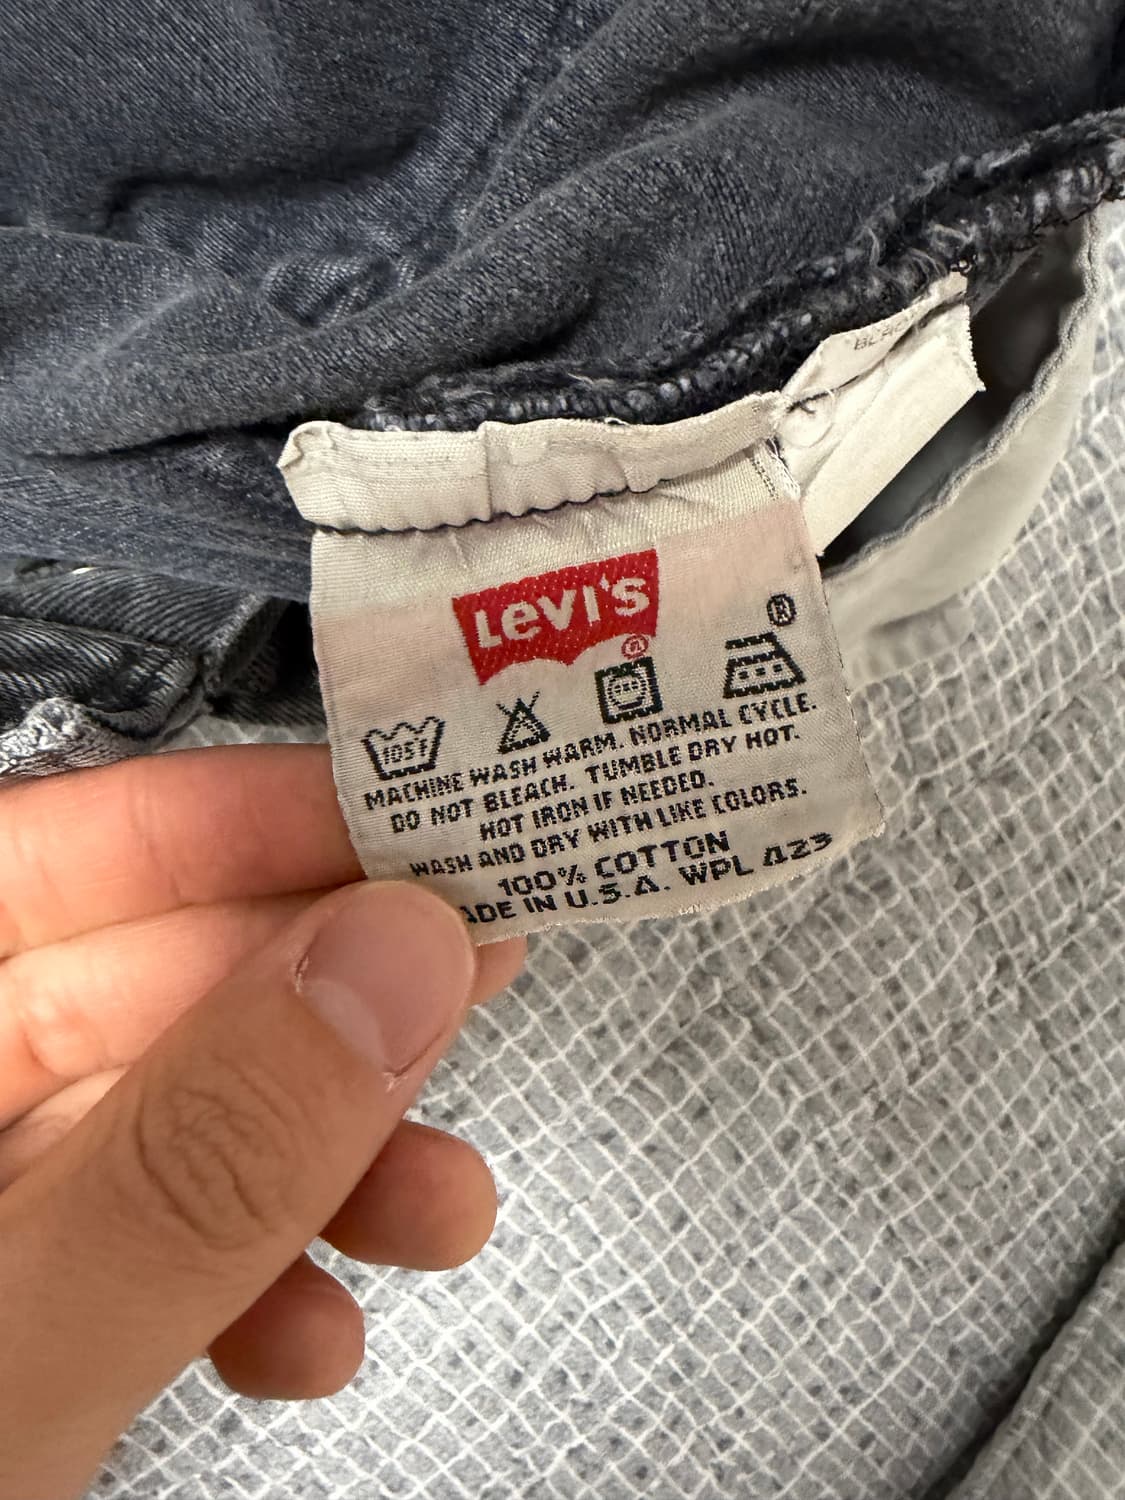 Levi's
®
®
105F
MACHINE WASH WARM. NORMAL CYCLE.
DO NOT BLEACH. TUMBLE DRY HOT.
HOT IRON IF NEEDED.
WASH AND DRY WITH LIKE COLORS.
100% COTTON
ADE IN U.S.A. WPL 423